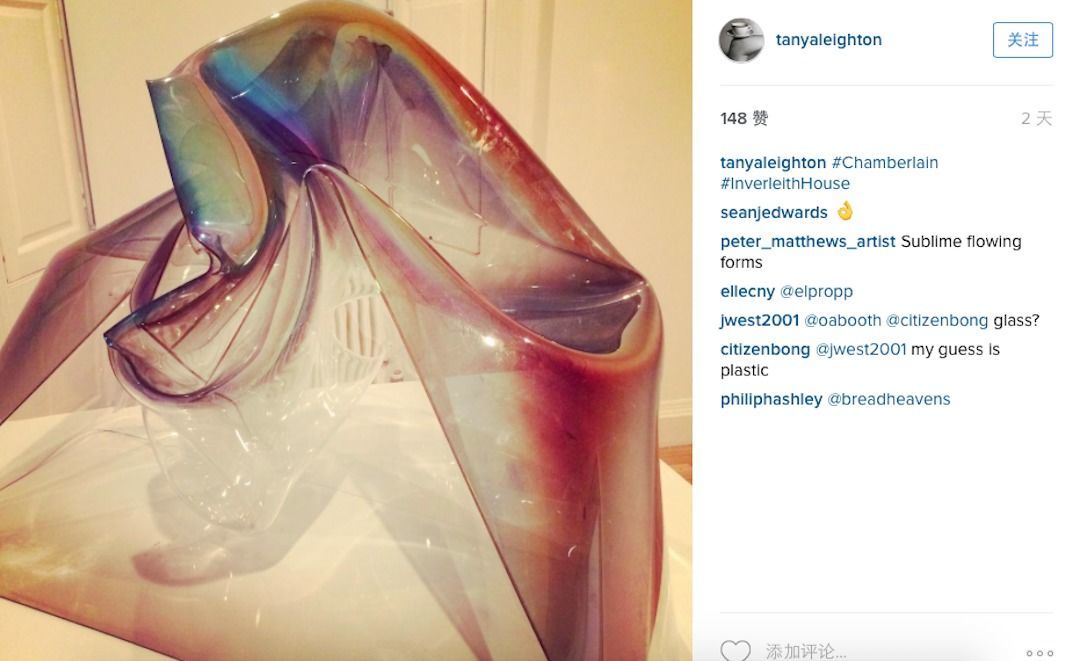 tanyaleighton
关注
148 赞
2 天
tanyaleighton #Chamberlain
#InverleithHouse
seanjedwards 👌
peter_matthews_artist Sublime flowing
forms
ellecny @elpropp
jwest2001 @oabooth @citizenbong glass?
citizenbong @jwest2001 my guess is
plastic
philiphashley @breadheavens
添加评论...